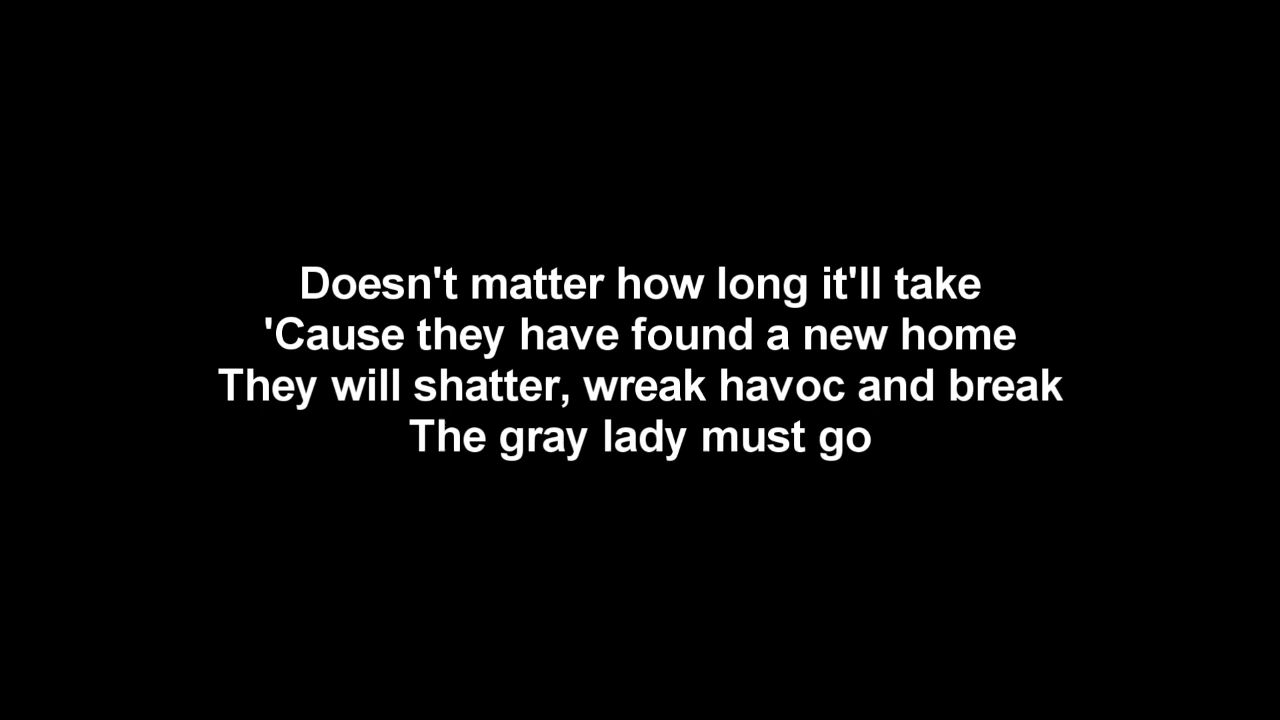 Doesn't matter how long it'll take
'Cause they have found a new home
They will shatter, wreak havoc and break
The gray lady must go